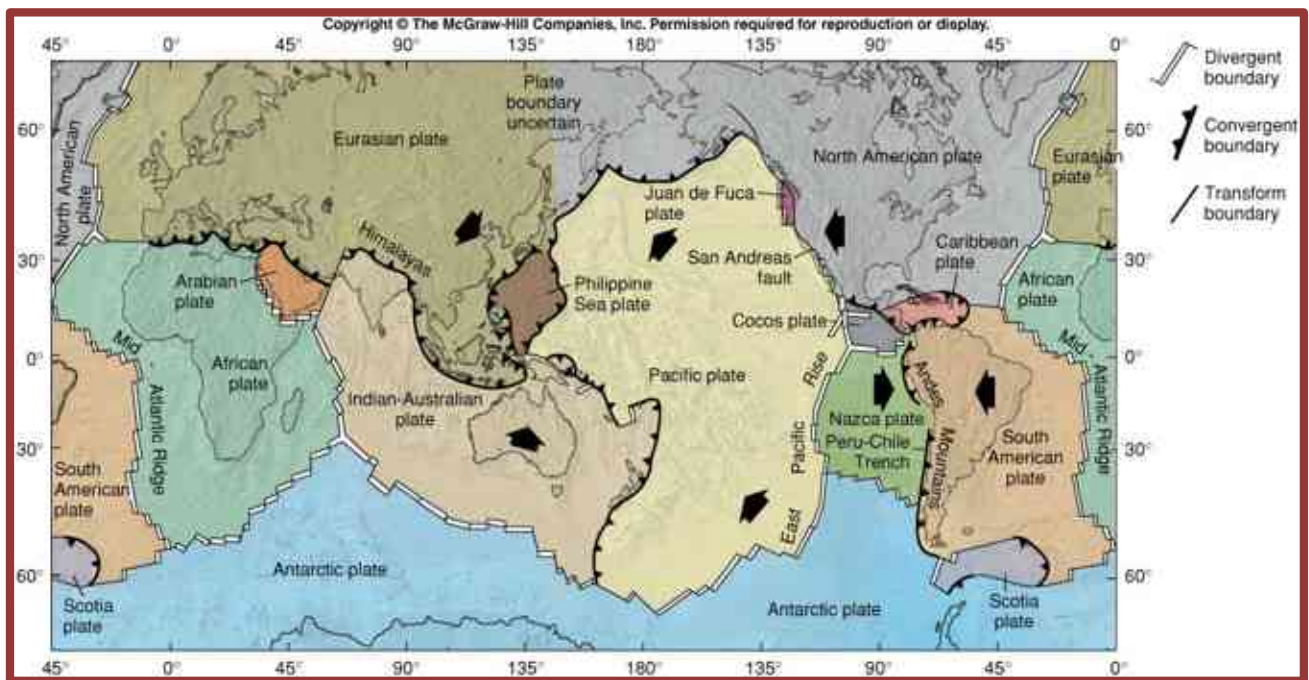 Copyright © The McGraw-Hill Companies, Inc. Permission required for reproduction or display.
45° 0° 45° 90° 135° 180° 135° 90° 45° 0°
Divergent
boundary
Convergent
boundary
Transform
boundary
60°
30°
0°
30°
60°
60°
30°
0°
30°
60°
North American
plate
Eurasian plate
Plate
boundary
uncertain
North American plate
Eurasian
plate
Juan de Fuca
plate
San Andreas
fault
Caribbean
plate
Himalayas
Arabian
plate
Philippine
Sea plate
Cocos plate
African
plate
Mid
Atlantic Ridge
African
plate
Indian-Australian
plate
Pacific plate
East
Pacific
Rise
Nazca plate
Peru-Chile
Trench
Andes
Mountains
South
American
plate
Mid
Atlantic Ridge
South
American
plate
Antarctic plate
Antarctic plate
Scotia
plate
Scotia
plate
45° 0° 45° 90° 135° 180° 135° 90° 45° 0°